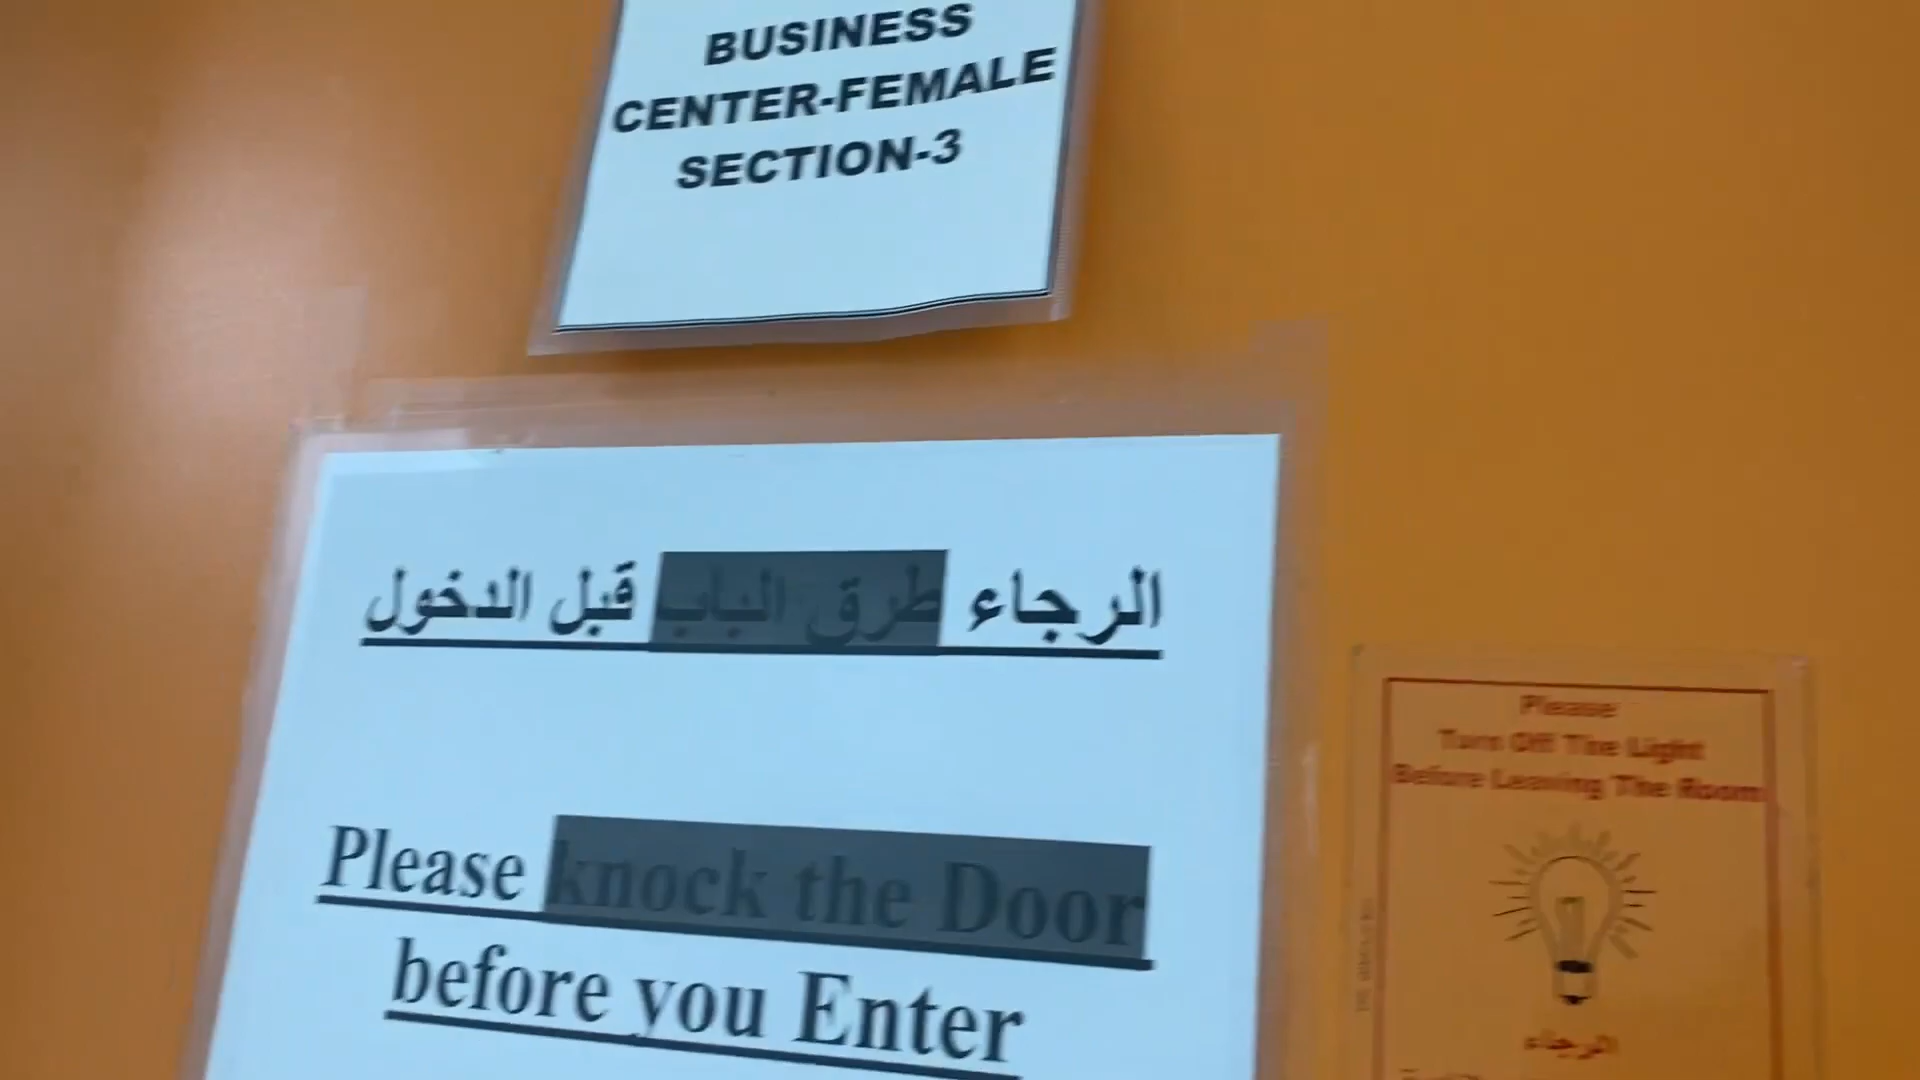 BUSINESS
CENTER-FEMALE
SECTION-3
الرجاء طرق الباب قبل الدخول
Please knock the Door
before you Enter
Please
Turn Off The Light
Before Leaving The Room
الرجاء